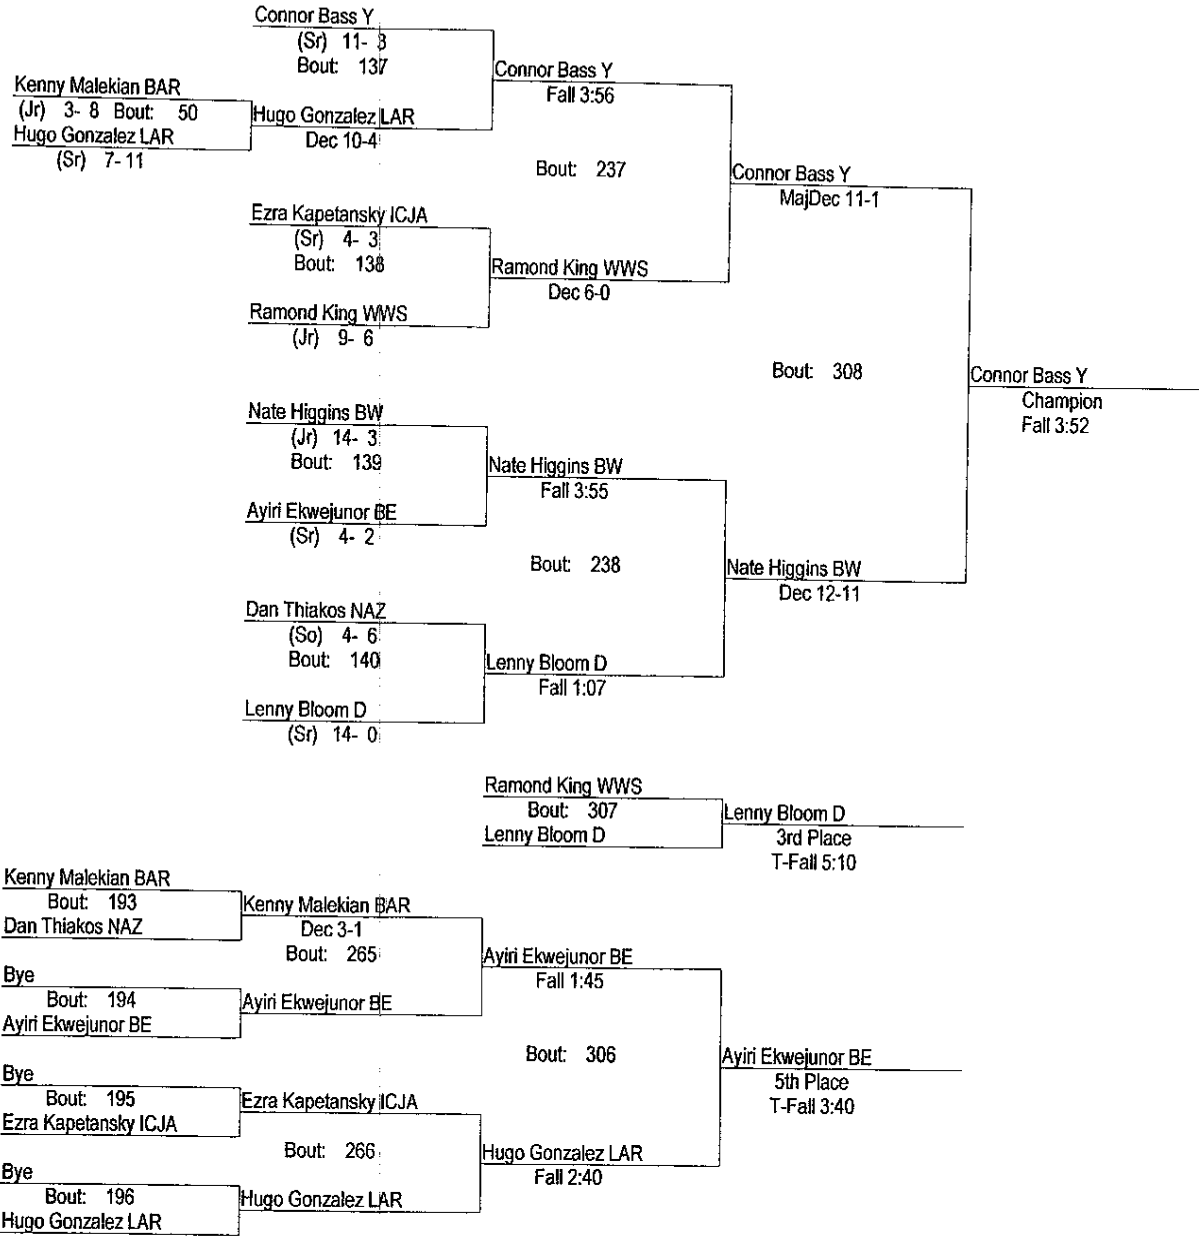 Connor Bass Y
(Sr) 11- 3
Bout: 137
Connor Bass Y
Fall 3:56
Kenny Malekian BAR
(Jr) 3- 8 Bout: 50
Hugo Gonzalez LAR
(Sr) 7- 11
Hugo Gonzalez LAR
Dec 10-4
Bout: 237
Connor Bass Y
MajDec 11-1
Ezra Kapetansky ICJA
(Sr) 4- 3
Bout: 138
Ramond King WWS
Dec 6-0
Ramond King WWS
(Jr) 9- 6
Bout: 308
Connor Bass Y
Champion
Fall 3:52
Nate Higgins BW
(Jr) 14- 3
Bout: 139
Nate Higgins BW
Fall 3:55
Ayiri Ekwejunor BE
(Sr) 4- 2
Bout: 238
Nate Higgins BW
Dec 12-11
Dan Thiakos NAZ
(So) 4- 6
Bout: 140
Lenny Bloom D
Fall 1:07
Lenny Bloom D
(Sr) 14- 0
Ramond King WWS
Bout: 307
Lenny Bloom D
Lenny Bloom D
3rd Place
T-Fall 5:10
Kenny Malekian BAR
Bout: 193
Dan Thiakos NAZ
Kenny Malekian BAR
Dec 3-1
Bout: 265
Ayiri Ekwejunor BE
Fall 1:45
Bye
Bout: 194
Ayiri Ekwejunor BE
Ayiri Ekwejunor BE
Bout: 306
Ayiri Ekwejunor BE
5th Place
T-Fall 3:40
Bye
Bout: 195
Ezra Kapetansky ICJA
Ezra Kapetansky ICJA
Bout: 266
Hugo Gonzalez LAR
Fall 2:40
Bye
Bout: 196
Hugo Gonzalez LAR
Hugo Gonzalez LAR